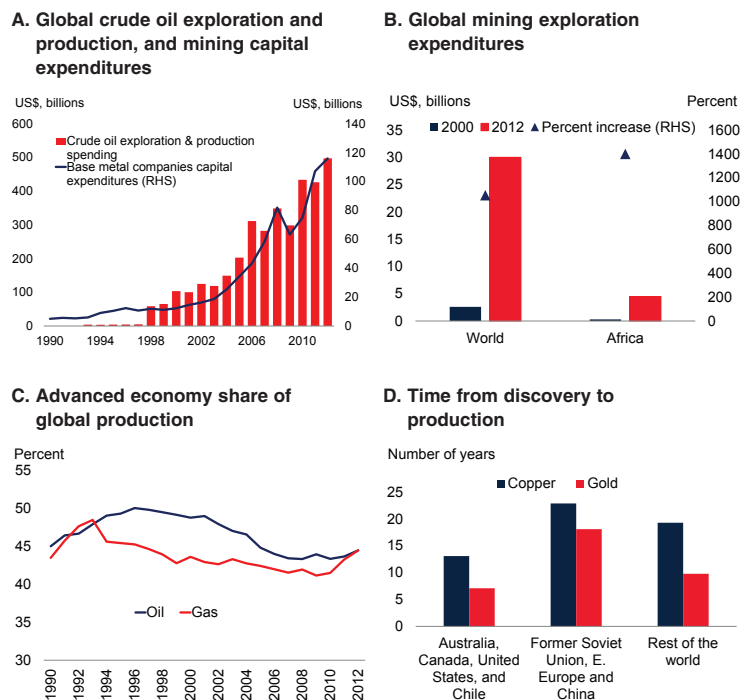 A. Global crude oil exploration and
production, and mining capital
expenditures
US$, billions
US$, billions
600
500
400
300
200
100
0
140
120
100
80
60
40
20
0
Crude oil exploration & production
spending
Base metal companies capital
expenditures (RHS)
1990 1994 1998 2002 2006 2010
B. Global mining exploration
expenditures
US$, billions
Percent
2000 2012 Percent increase (RHS)
35
30
25
20
15
10
5
0
1600
1400
1200
1000
800
600
400
200
0
World Africa
C. Advanced economy share of
global production
Percent
55
50
45
40
35
30
Oil Gas
1990 1992 1994 1996 1998 2000 2002 2004 2006 2008 2010 2012
D. Time from discovery to
production
Number of years
Copper Gold
25
20
15
10
5
0
Australia,
Canada, United
States, and
Chile
Former Soviet
Union, E.
Europe and
China
Rest of the
world